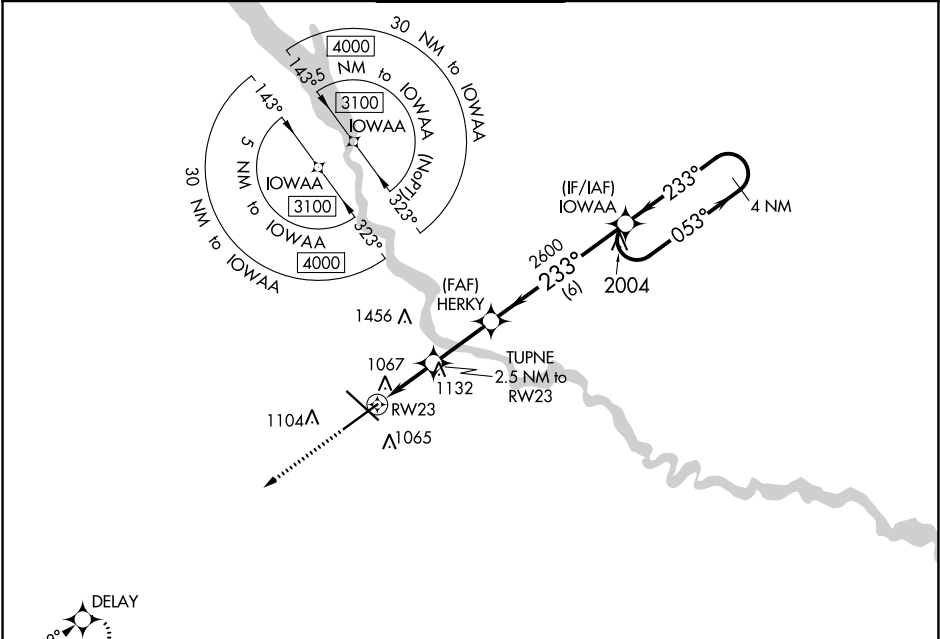 30 NM to IOWAA
4000
143°
5 NM to IOWAA (NoPT)
3100
IOWAA
323°
143°
IOWAA
3100
323°
5 NM to IOWAA
4000
30 NM to IOWAA
(IF/IAF)
IOWAA
233°
053°
4 NM
2004
2600
233°
(6)
(FAF)
HERKY
1456
TUPNE
2.5 NM to
RW23
1067
1132
RW23
1104
1065
DELAY